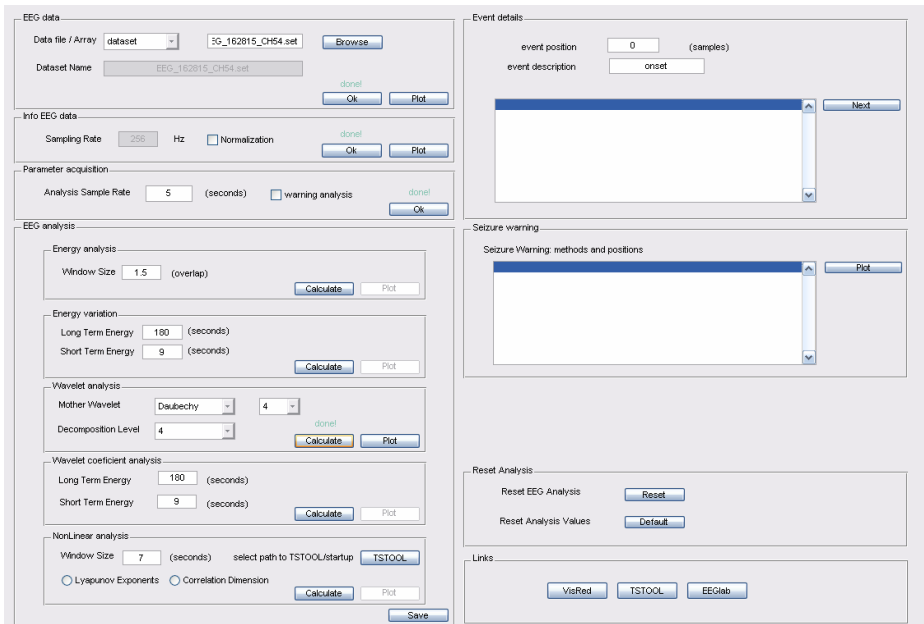 EEG data
Data file / Array dataset EEG_162815_CH54.set Browse
Dataset Name EEG_162815_CH54.set
done!
Ok Plot
Info EEG data
Sampling Rate 256 Hz Normalization done!
Ok Plot
Parameter acquisition
Analysis Sample Rate 5 (seconds) warning analysis done!
Ok
EEG analysis
Energy analysis
Window Size 1.5 (overlap)
Calculate Plot
Energy variation
Long Term Energy 180 (seconds)
Short Term Energy 9 (seconds)
Calculate Plot
Wavelet analysis
Mother Wavelet Daubechy 4
done!
Decomposition Level 4
Calculate Plot
Wavelet coeficient analysis
Long Term Energy 180 (seconds)
Short Term Energy 9 (seconds)
Calculate Plot
NonLinear analysis
Window Size 7 (seconds) select path to TSTOOL/startup TSTOOL
Lyapunov Exponents Correlation Dimension
Calculate Plot
Save
Event details
event position 0 (samples)
event description onset
Next
Seizure warning
Seizure Warning: methods and positions
Plot
Reset Analysis
Reset EEG Analysis Reset
Reset Analysis Values Default
Links
VisRed TSTOOL EEGlab